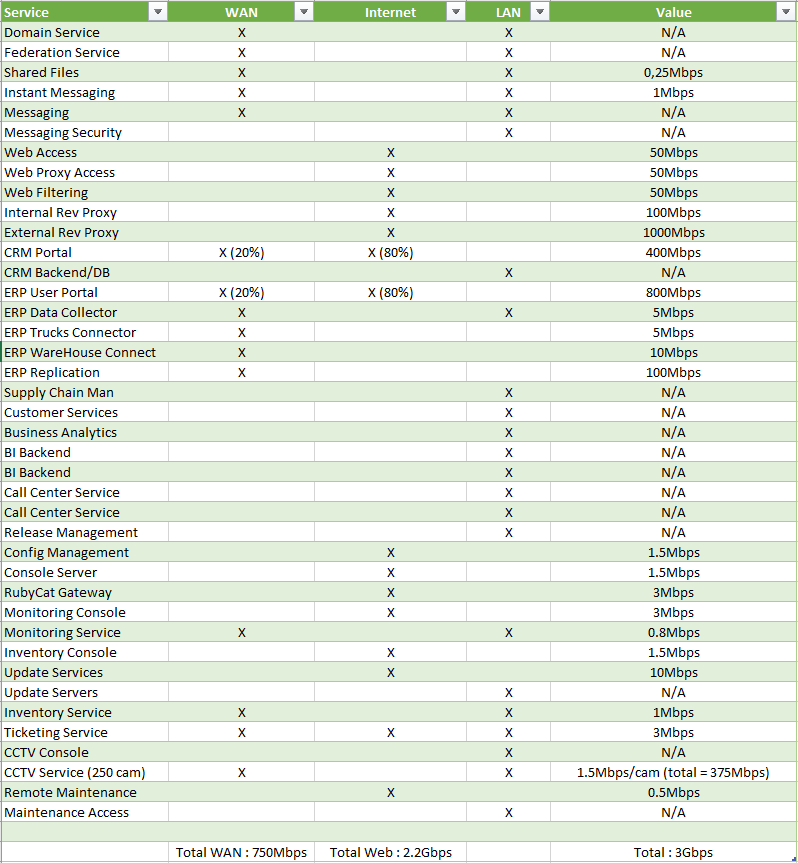 Service WAN Internet LAN Value
Domain Service X X N/A
Federation Service X X N/A
Shared Files X X 0,25Mbps
Instant Messaging X X 1Mbps
Messaging X X N/A
Messaging Security X N/A
Web Access X 50Mbps
Web Proxy Access X 50Mbps
Web Filtering X 50Mbps
Internal Rev Proxy X 100Mbps
External Rev Proxy X 1000Mbps
CRM Portal X (20%) X (80%) 400Mbps
CRM Backend/DB X N/A
ERP User Portal X (20%) X (80%) 800Mbps
ERP Data Collector X X 5Mbps
ERP Trucks Connector X 5Mbps
ERP WareHouse Connect X 10Mbps
ERP Replication X 100Mbps
Supply Chain Man X N/A
Customer Services X N/A
Business Analytics X N/A
BI Backend X N/A
BI Backend X N/A
Call Center Service X N/A
Call Center Service X N/A
Release Management X N/A
Config Management X 1.5Mbps
Console Server X 1.5Mbps
RubyCat Gateway X 3Mbps
Monitoring Console X 3Mbps
Monitoring Service X X 0.8Mbps
Inventory Console X 1.5Mbps
Update Services X 10Mbps
Update Servers X N/A
Inventory Service X X 1Mbps
Ticketing Service X X X 3Mbps
CCTV Console X N/A
CCTV Service (250 cam) X X 1.5Mbps/cam (total = 375Mbps)
Remote Maintenance X 0.5Mbps
Maintenance Access X N/A
Total WAN : 750Mbps Total Web : 2.2Gbps Total : 3Gbps